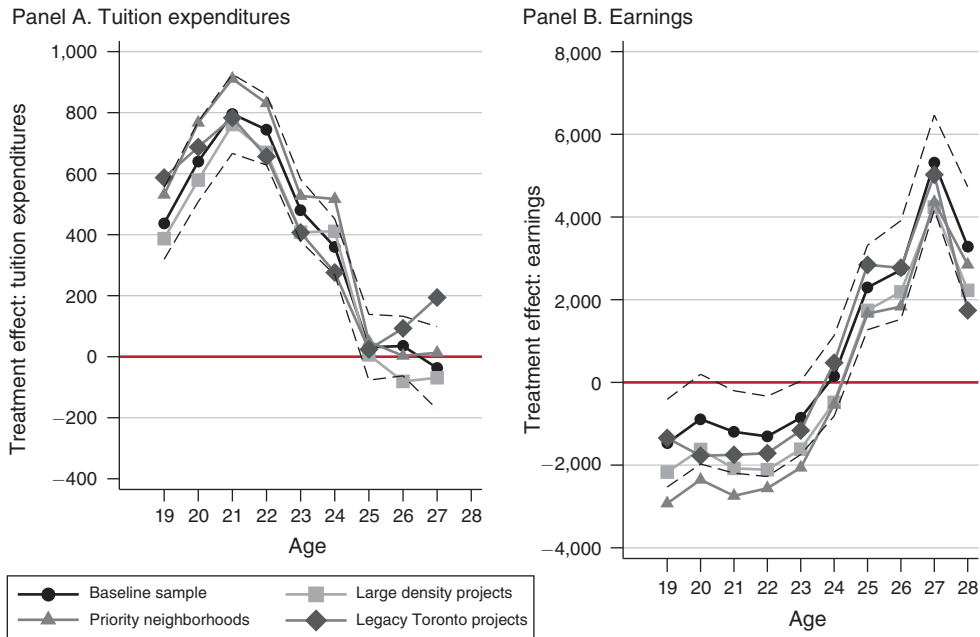 Panel A. Tuition expenditures
Treatment effect: tuition expenditures
1,000
800
600
400
200
0
−200
−400
19 20 21 22 23 24 25 26 27 28
Age
Panel B. Earnings
Treatment effect: earnings
8,000
6,000
4,000
2,000
0
−2,000
−4,000
19 20 21 22 23 24 25 26 27 28
Age
Baseline sample Large density projects
Priority neighborhoods Legacy Toronto projects